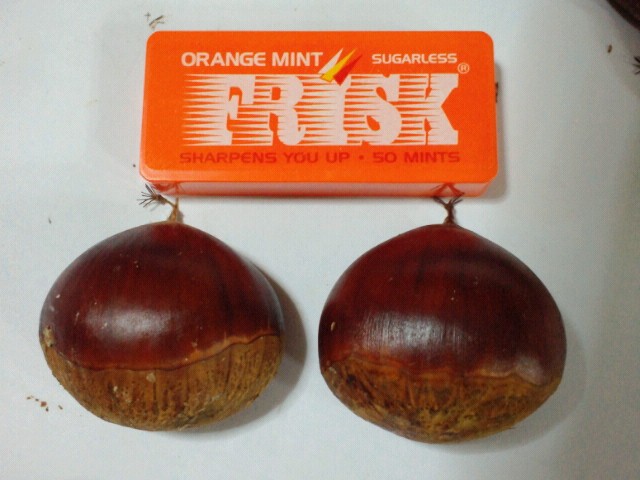 ORANGE MINT SUGARLESS
FRISK®
SHARPENS YOU UP · 50 MINTS